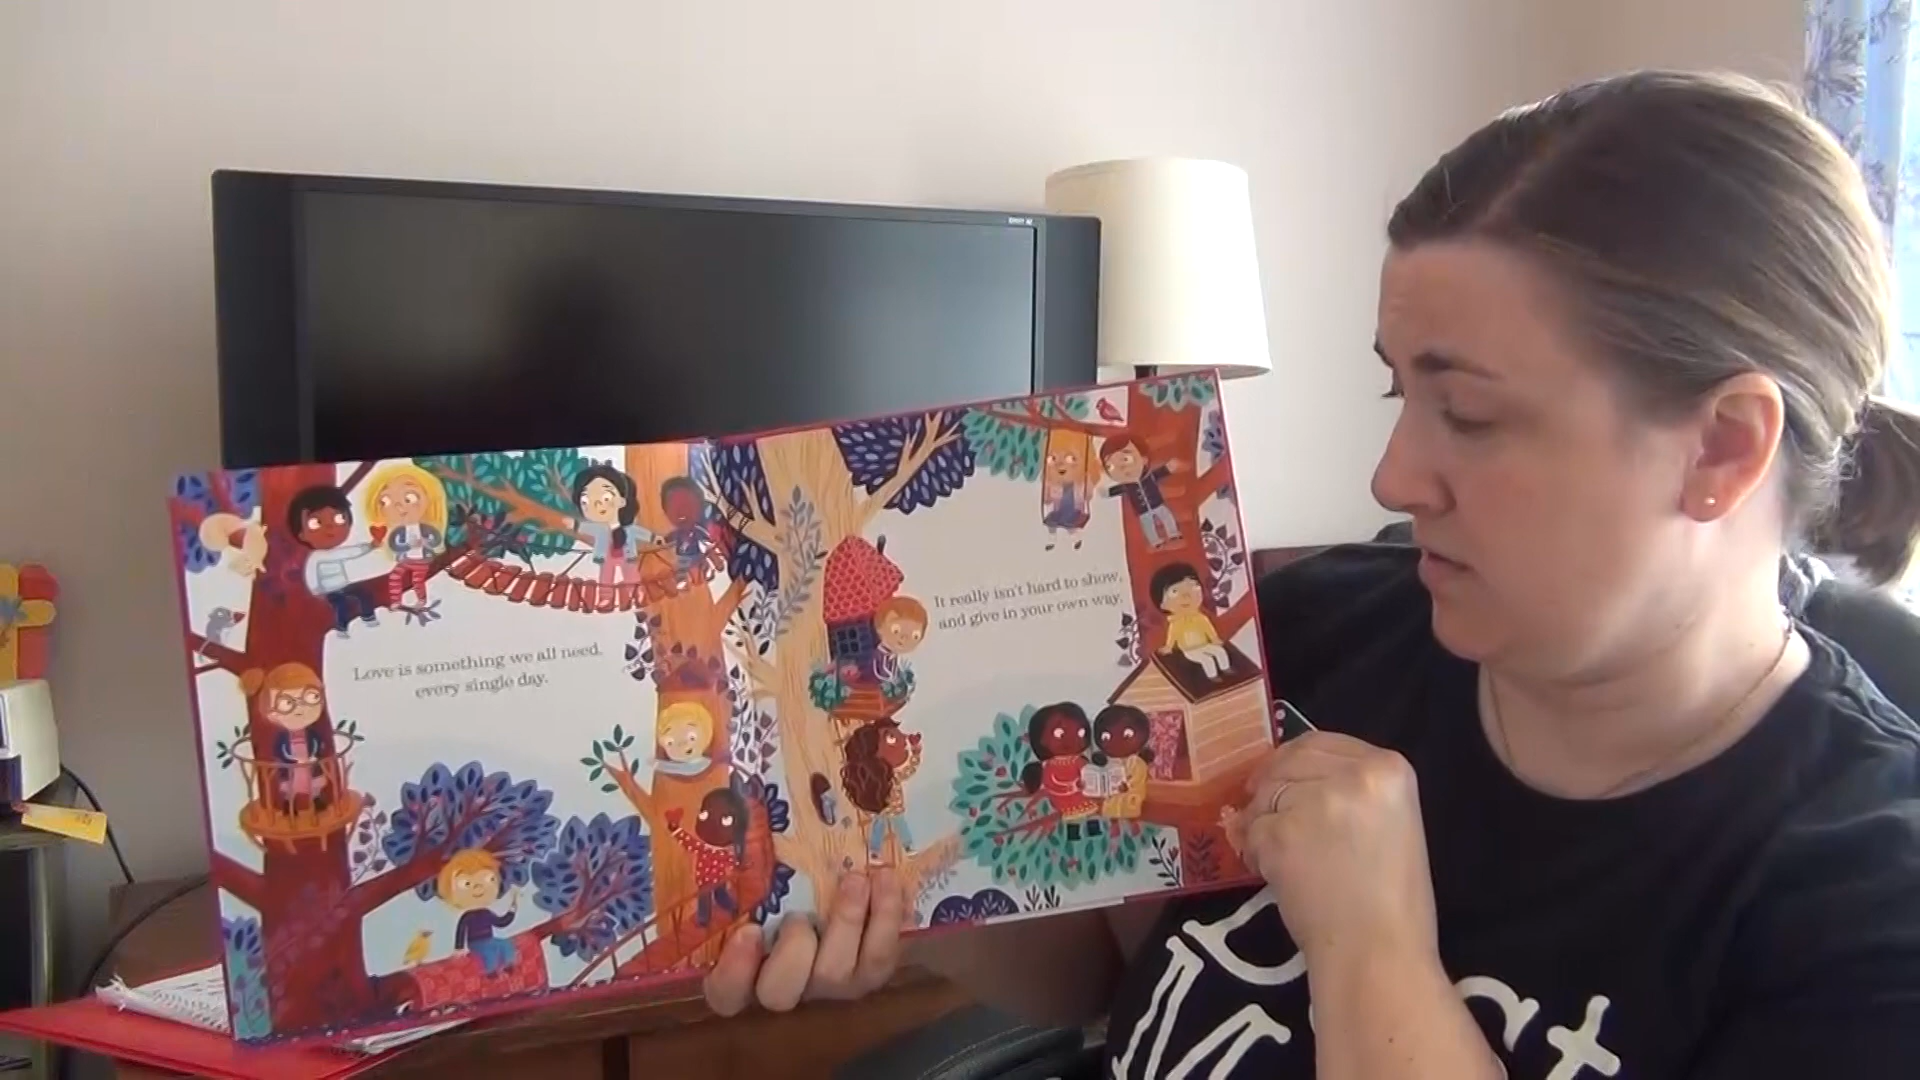 Love is something we all need,
every single day.
It really isn't hard to show,
and give in your own way.